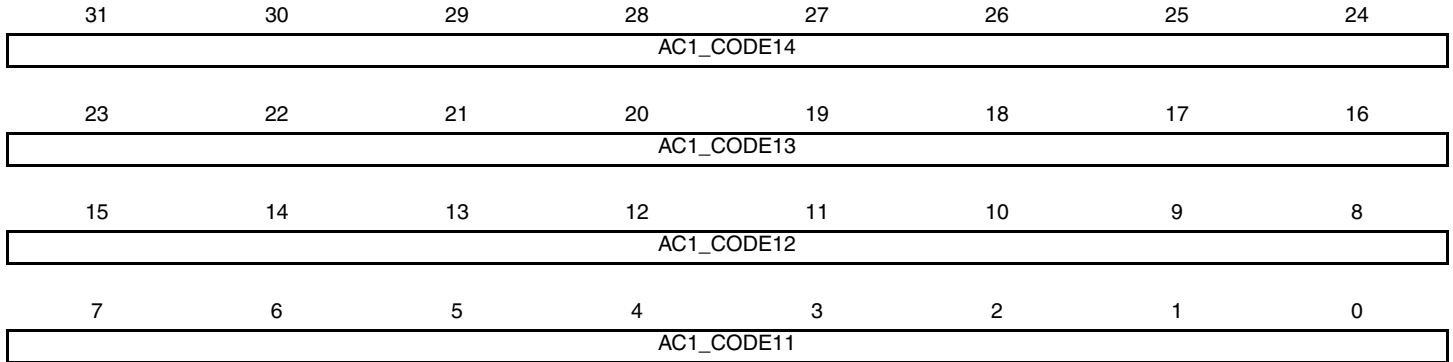 31 30 29 28 27 26 25 24
AC1_CODE14
23 22 21 20 19 18 17 16
AC1_CODE13
15 14 13 12 11 10 9 8
AC1_CODE12
7 6 5 4 3 2 1 0
AC1_CODE11